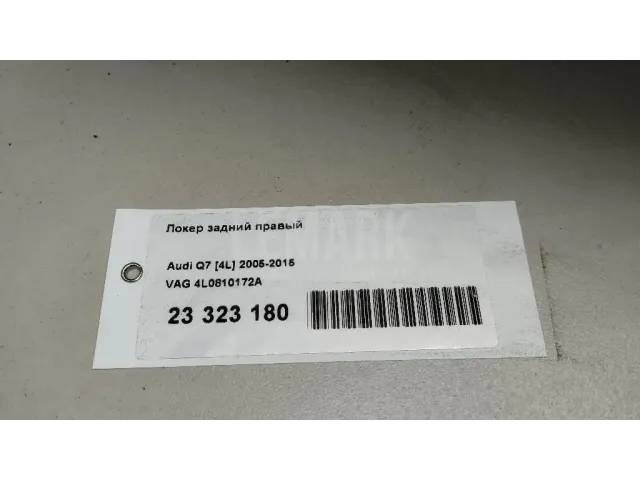 Локер задний правый
Audi Q7 [4L] 2005-2015
VAG 4L0810172A
23 323 180